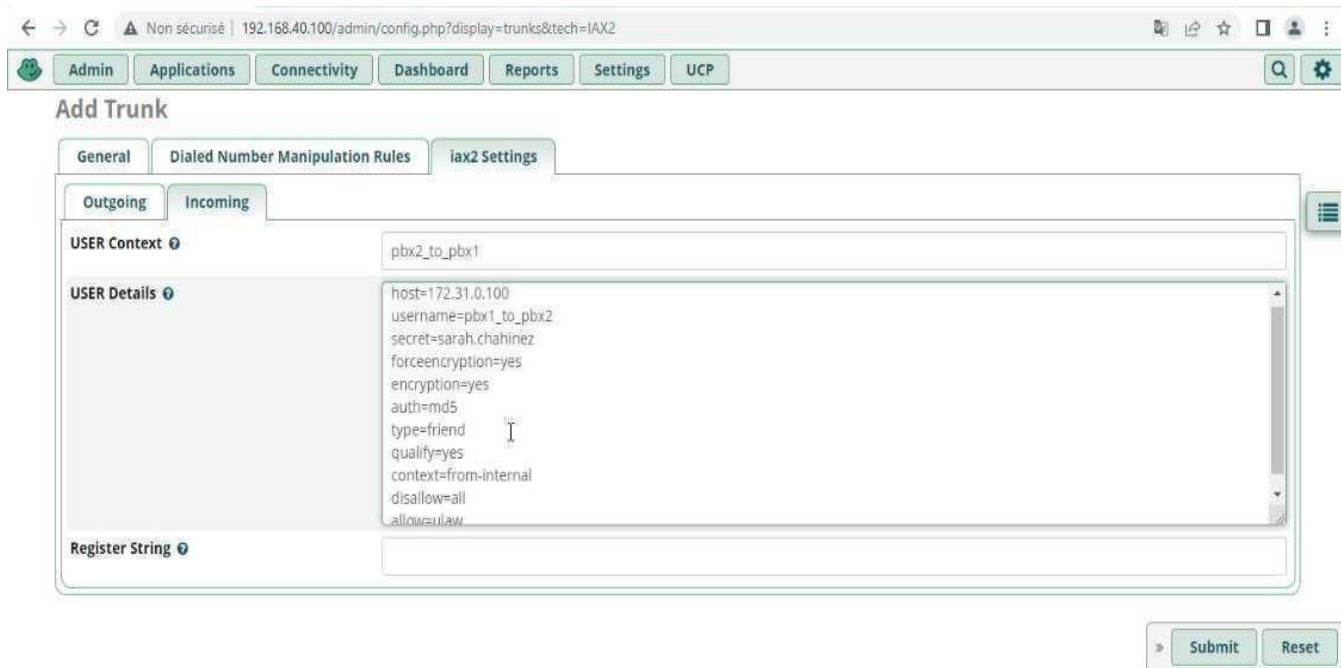 Non sécurisé | 192.168.40.100/admin/config.php?display=trunks&tech=IAX2
Admin Applications Connectivity Dashboard Reports Settings UCP
Add Trunk
General Dialed Number Manipulation Rules iax2 Settings
Outgoing Incoming
USER Context pbx2_to_pbx1
USER Details
host=172.31.0.100
username=pbx1_to_pbx2
secret=sarah.chahinez
forceencryption=yes
encryption=yes
auth=md5
type=friend
qualify=yes
context=from-internal
disallow=all
allow=ulaw
Register String
» Submit Reset